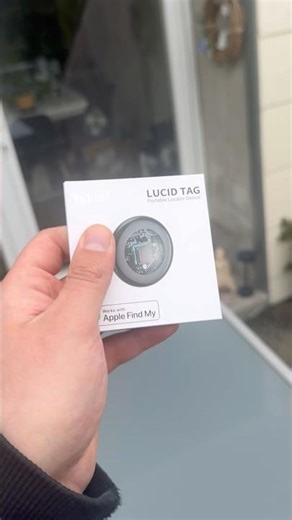 LUCID TAG
Portable Locator Device
Works with
Apple Find My